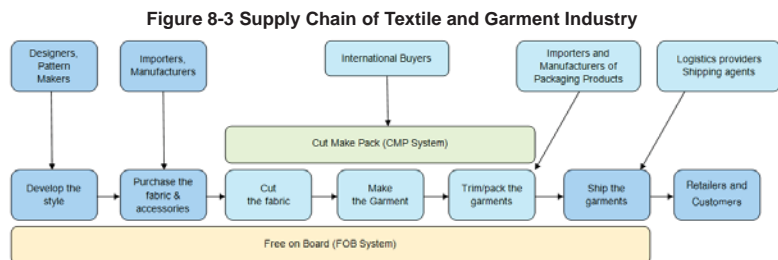 Figure 8-3 Supply Chain of Textile and Garment Industry
Designers,
Pattern
Makers
Importers,
Manufacturers
International Buyers
Importers and
Manufacturers of
Packaging Products
Logistics providers
Shipping agents
Cut Make Pack (CMP System)
Develop the
style
Purchase the
fabric &
accessories
Cut
the fabric
Make
the Garment
Trim/pack the
garments
Ship the
garments
Retailers and
Customers
Free on Board (FOB System)